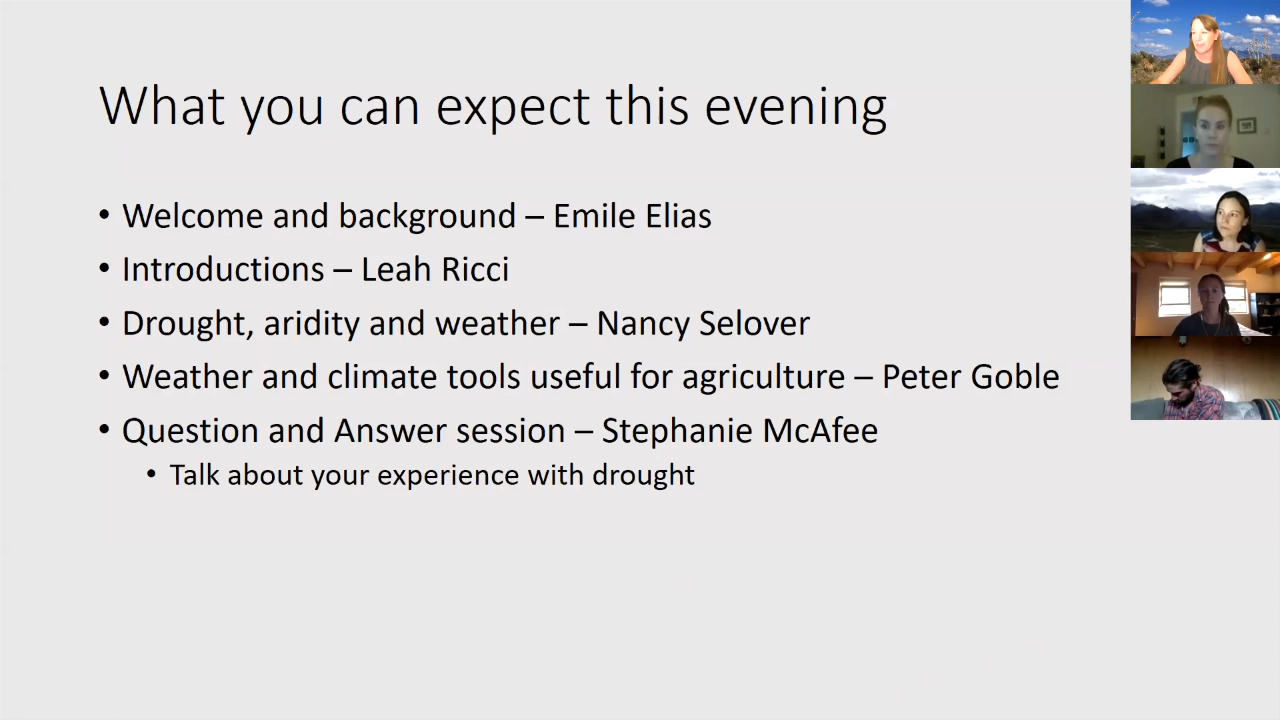 What you can expect this evening
• Welcome and background – Emile Elias
• Introductions – Leah Ricci
• Drought, aridity and weather – Nancy Selover
• Weather and climate tools useful for agriculture – Peter Goble
• Question and Answer session – Stephanie McAfee
• Talk about your experience with drought